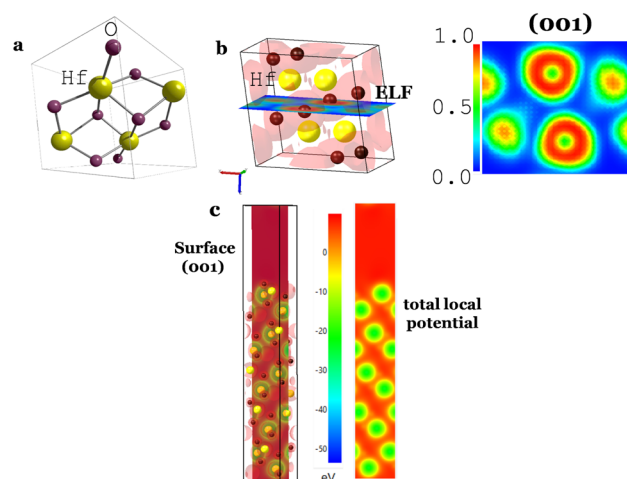 a
O
Hf
b
Hf
ELF
(001)
1.0
0.5
0.0
c
Surface
(001)
0
-10
-20
-30
-40
-50
eV
total local
potential